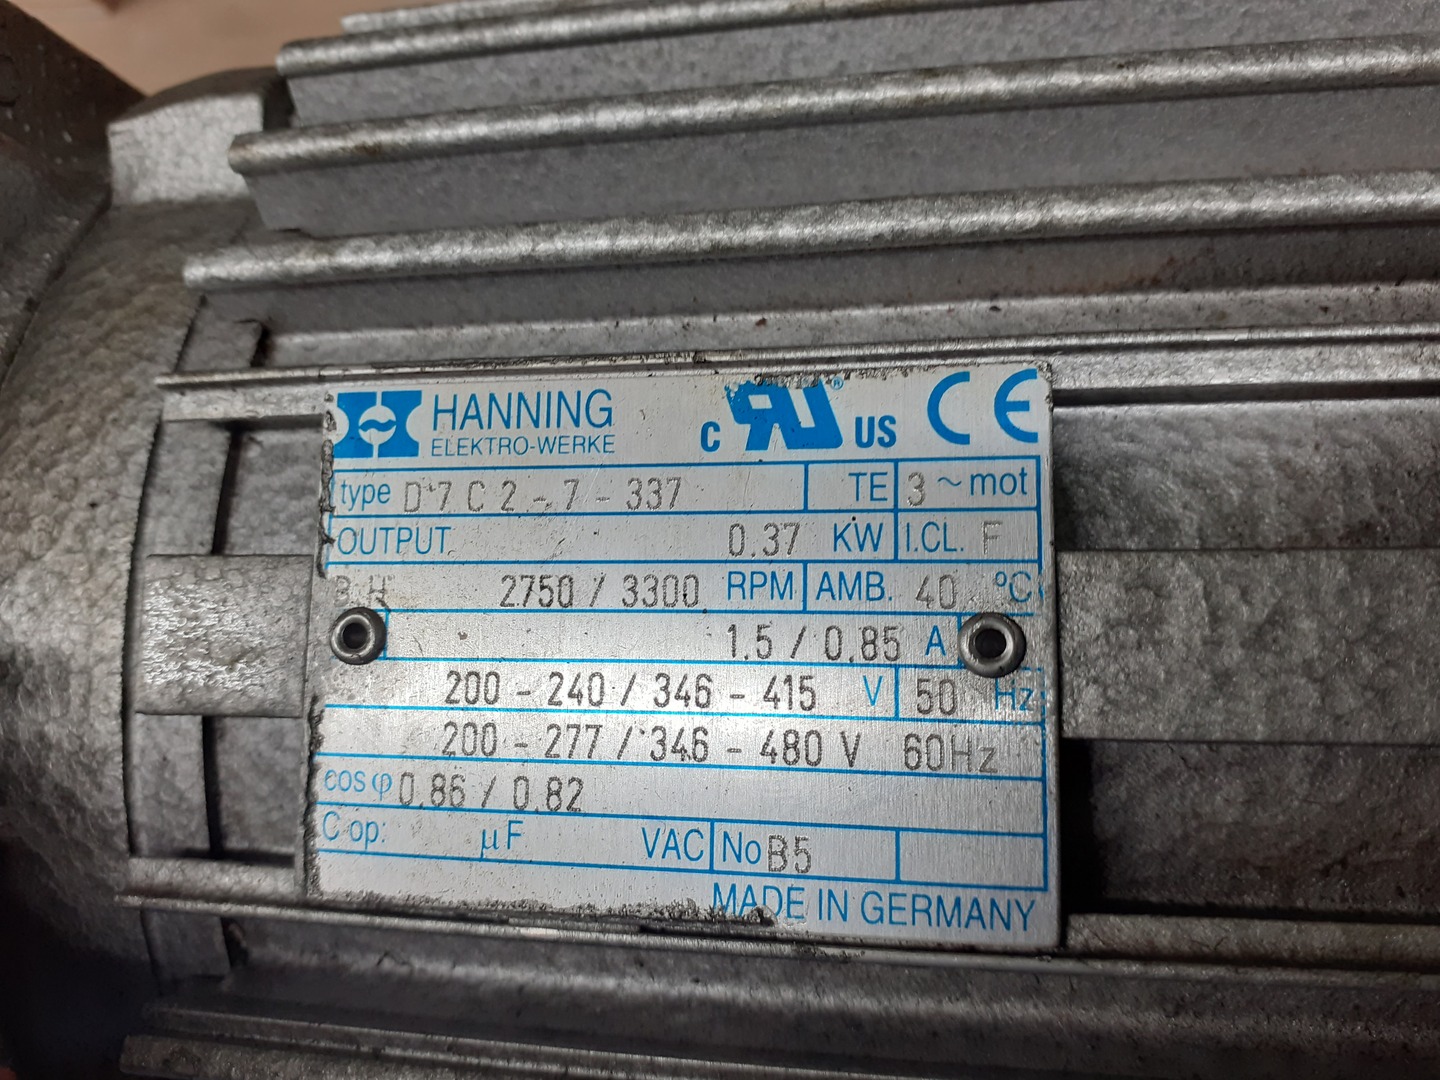 HANNING
ELEKTRO-WERKE
c RU ® US CE
type D+7 C 2 - 7 - 337 TE 3 ~ mot
OUTPUT 0.37 KW I.CL. F
3 H 2750 / 3300 RPM AMB. 40 °C
1.5 / 0.85 A
200 - 240 / 346 - 415 V 50 Hz
200 - 277 / 346 - 480 V 60Hz
cos φ 0.86 / 0.82
C op: µF VAC No B5
MADE IN GERMANY